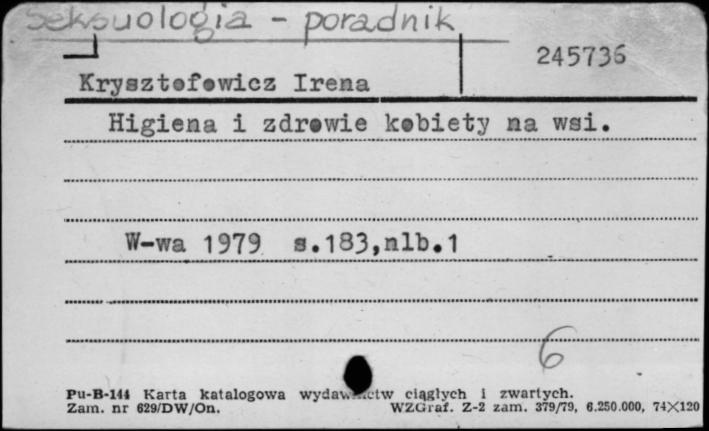 Seksuologia - poradnik
245736
Krysztofowicz Irena
Higiena i zdrowie kobiety na wsi.
W-wa 1979 s.183,nlb.1
6
Pu-B-144 Karta katalogowa wydawnictw ciągłych i zwartych.
Zam. nr 629/DW/On. WZGraf. Z-2 zam. 379/79, 6.250.000, 74×120